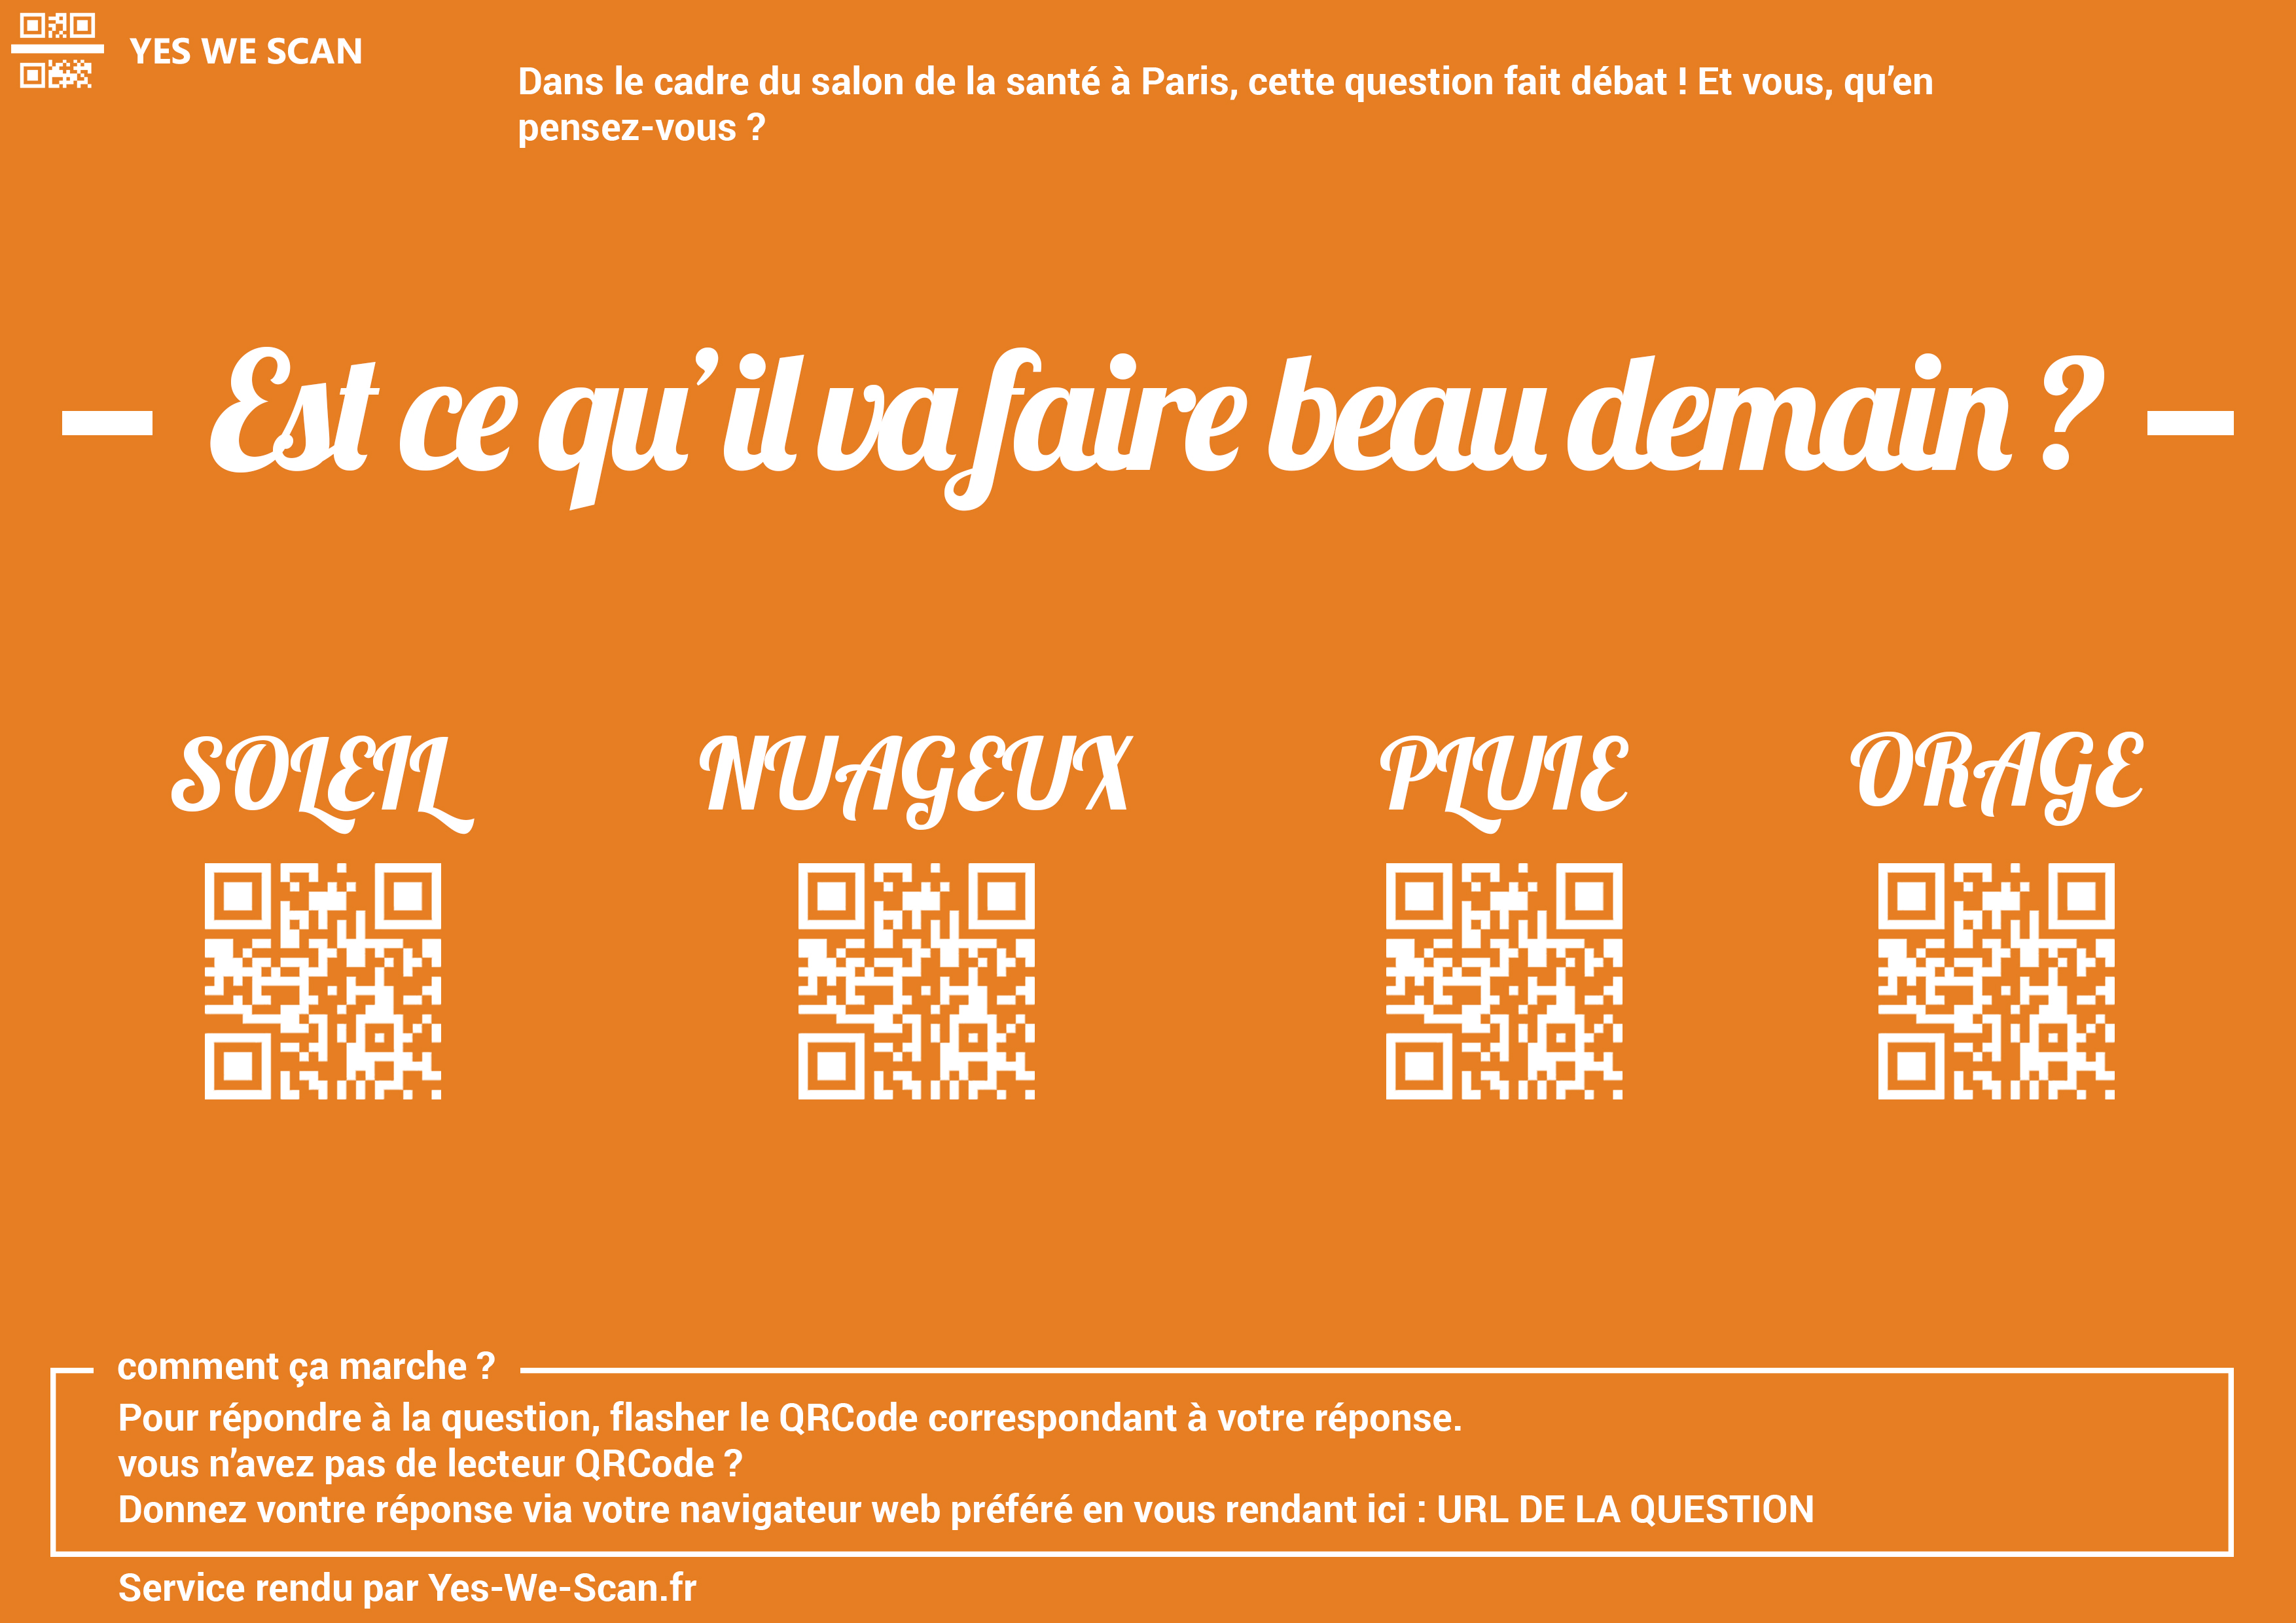 YES WE SCAN
Dans le cadre du salon de la santé à Paris, cette question fait débat ! Et vous, qu’en
pensez-vous ?
– Est ce qu’il va faire beau demain ? –
SOLEIL NUAGEUX PLUIE ORAGE
comment ça marche ?
Pour répondre à la question, flasher le QRCode correspondant à votre réponse.
vous n’avez pas de lecteur QRCode ?
Donnez vontre réponse via votre navigateur web préféré en vous rendant ici : URL DE LA QUESTION
Service rendu par Yes-We-Scan.fr